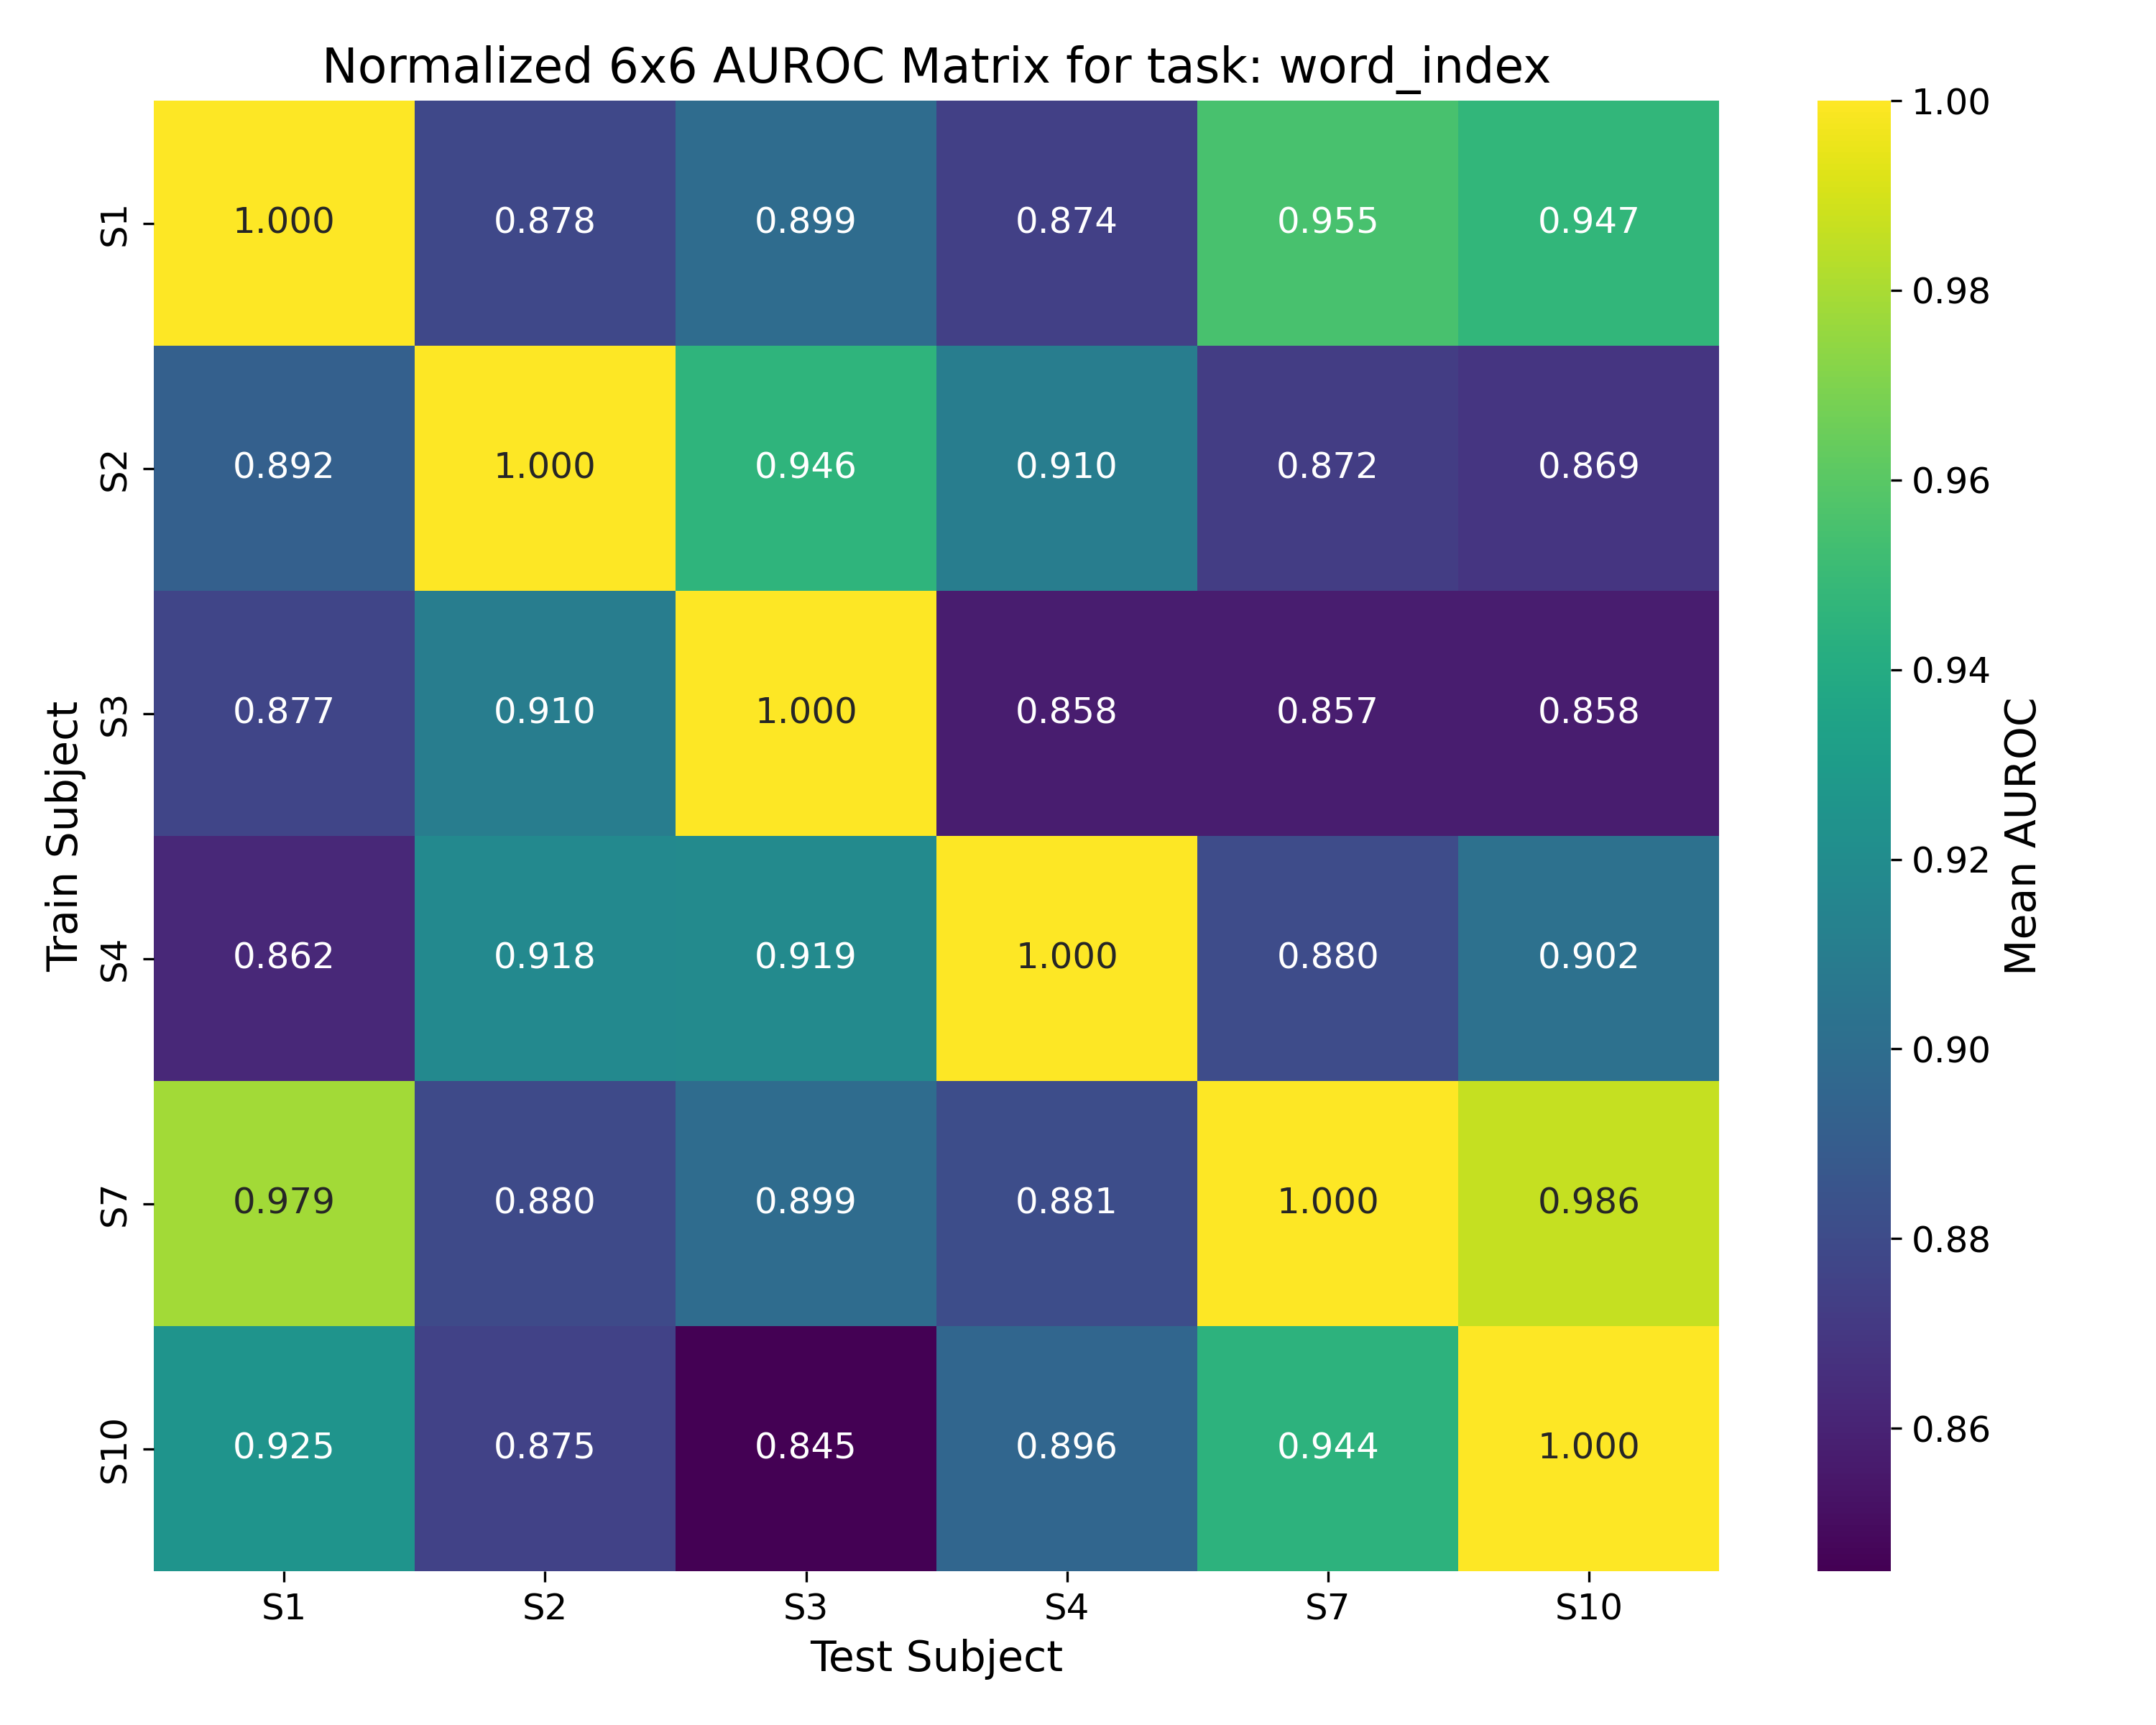 Normalized 6x6 AUROC Matrix for task: word_index
Train Subject
S1 1.000 0.878 0.899 0.874 0.955 0.947
S2 0.892 1.000 0.946 0.910 0.872 0.869
S3 0.877 0.910 1.000 0.858 0.857 0.858
S4 0.862 0.918 0.919 1.000 0.880 0.902
S7 0.979 0.880 0.899 0.881 1.000 0.986
S10 0.925 0.875 0.845 0.896 0.944 1.000
S1 S2 S3 S4 S7 S10
Test Subject
1.00
0.98
0.96
0.94
0.92
0.90
0.88
0.86
Mean AUROC